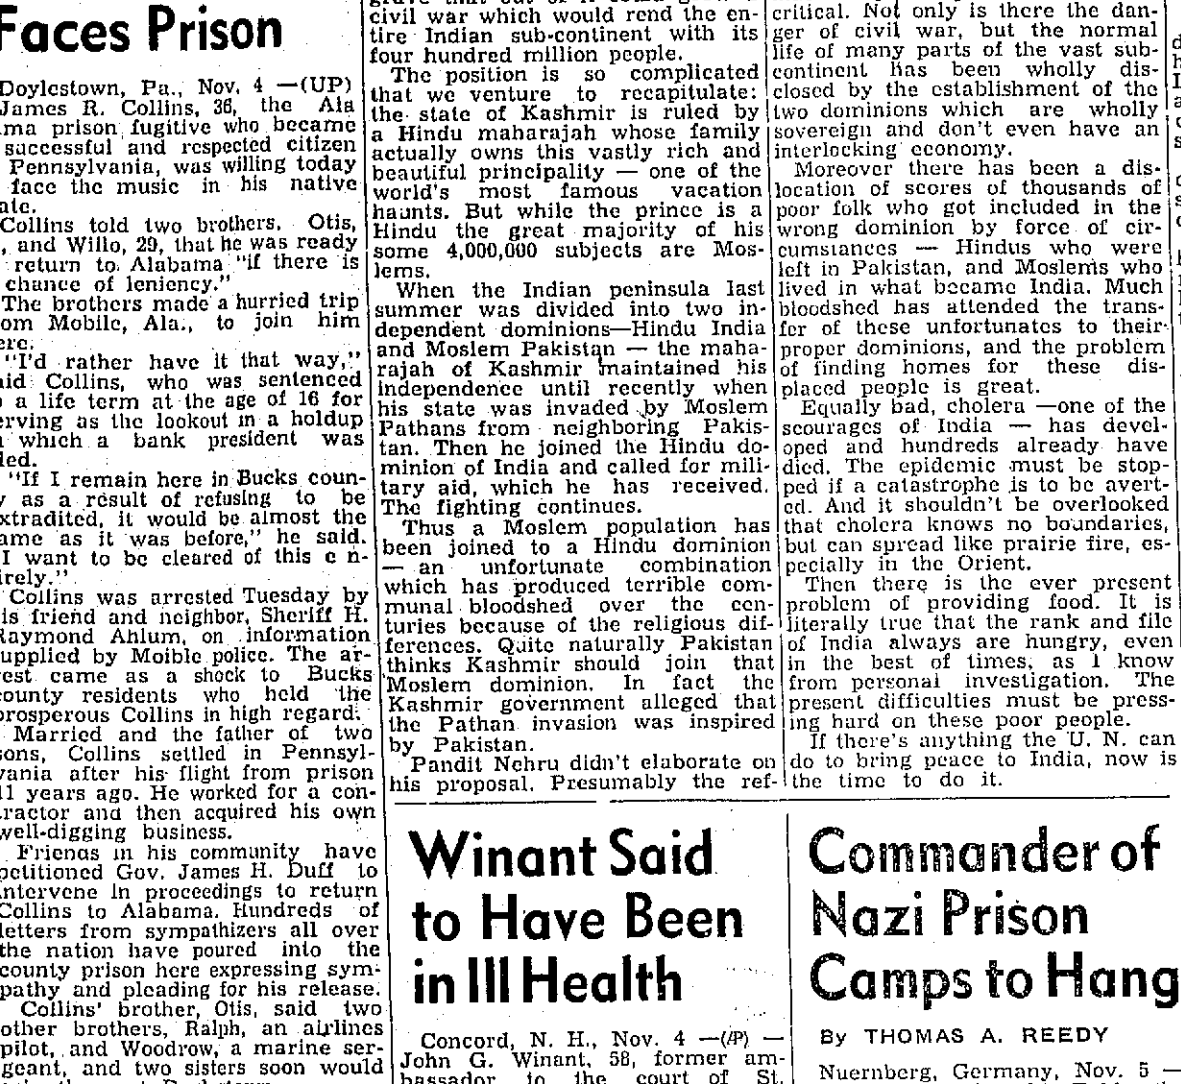 Faces Prison
Doylestown, Pa., Nov. 4 —(UP)
James R. Collins, 36, the Ala
ma prison fugitive who became
successful and respected citizen
Pennsylvania, was willing today
face the music in his native
ate.
Collins told two brothers, Otis,
, and Willo, 29, that he was ready
return to Alabama "if there is
chance of leniency."
The brothers made a hurried trip
om Mobile, Ala., to join him
ere.
"I'd rather have it that way,"
aid Collins, who was sentenced
a life term at the age of 16 for
erving as the lookout in a holdup
which a bank president was
led.
"If I remain here in Bucks coun-
y as a result of refusing to be
xtradited, it would be almost the
ame as it was before," he said.
I want to be cleared of this en-
irely."
Collins was arrested Tuesday by
is friend and neighbor, Sheriff H.
Raymond Ahlum, on information
upplied by Moible police. The ar-
est came as a shock to Bucks
ounty residents who held the
prosperous Collins in high regard.
Married and the father of two
sons, Collins settled in Pennsyl-
vania after his flight from prison
11 years ago. He worked for a con-
tractor and then acquired his own
well-digging business.
Friends in his community have
petitioned Gov. James H. Duff to
intervene in proceedings to return
Collins to Alabama. Hundreds of
letters from sympathizers all over
the nation have poured into the
county prison here expressing sym-
pathy and pleading for his release.
Collins' brother, Otis, said two
other brothers, Ralph, an airlines
pilot, and Woodrow, a marine ser-
geant, and two sisters soon would
civil war which would rend the en-
tire Indian sub-continent with its
four hundred million people.
The position is so complicated
that we venture to recapitulate:
the state of Kashmir is ruled by
a Hindu maharajah whose family
actually owns this vastly rich and
beautiful principality — one of the
world's most famous vacation
haunts. But while the prince is a
Hindu the great majority of his
some 4,000,000 subjects are Mos-
lems.
When the Indian peninsula last
summer was divided into two in-
dependent dominions—Hindu India
and Moslem Pakistan — the maha-
rajah of Kashmir maintained his
independence until recently when
his state was invaded by Moslem
Pathans from neighboring Pakis-
tan. Then he joined the Hindu do-
minion of India and called for mili-
tary aid, which he has received.
The fighting continues.
Thus a Moslem population has
been joined to a Hindu dominion
— an unfortunate combination
which has produced terrible com-
munal bloodshed over the cen-
turies because of the religious dif-
ferences. Quite naturally Pakistan
thinks Kashmir should join that
Moslem dominion. In fact the
Kashmir government alleged that
the Pathan invasion was inspired
by Pakistan.
Pandit Nehru didn't elaborate on
his proposal. Presumably the ref-
critical. Not only is there the dan-
ger of civil war, but the normal
life of many parts of the vast sub-
continent has been wholly dis-
closed by the establishment of the
two dominions which are wholly
sovereign and don't even have an
interlocking economy.
Moreover there has been a dis-
location of scores of thousands of
poor folk who got included in the
wrong dominion by force of cir-
cumstances — Hindus who were
left in Pakistan, and Moslems who
lived in what became India. Much
bloodshed has attended the trans-
fer of these unfortunates to their
proper dominions, and the problem
of finding homes for these dis-
placed people is great.
Equally bad, cholera —one of the
scourages of India — has devel-
oped and hundreds already have
died. The epidemic must be stop-
ped if a catastrophe is to be avert-
ed. And it shouldn't be overlooked
that cholera knows no boundaries,
but can spread like prairie fire, es-
pecially in the Orient.
Then there is the ever present
problem of providing food. It is
literally true that the rank and file
of India always are hungry, even
in the best of times, as I know
from personal investigation. The
present difficulties must be press-
ing hard on these poor people.
If there's anything the U. N. can
do to bring peace to India, now is
the time to do it.
Winant Said
to Have Been
in Ill Health
Concord, N. H., Nov. 4 —(AP) —
John G. Winant, 58, former am-
bassador to the court of St.
Commander of
Nazi Prison
Camps to Hang
By THOMAS A. REEDY
Nuernberg, Germany, Nov. 5 —